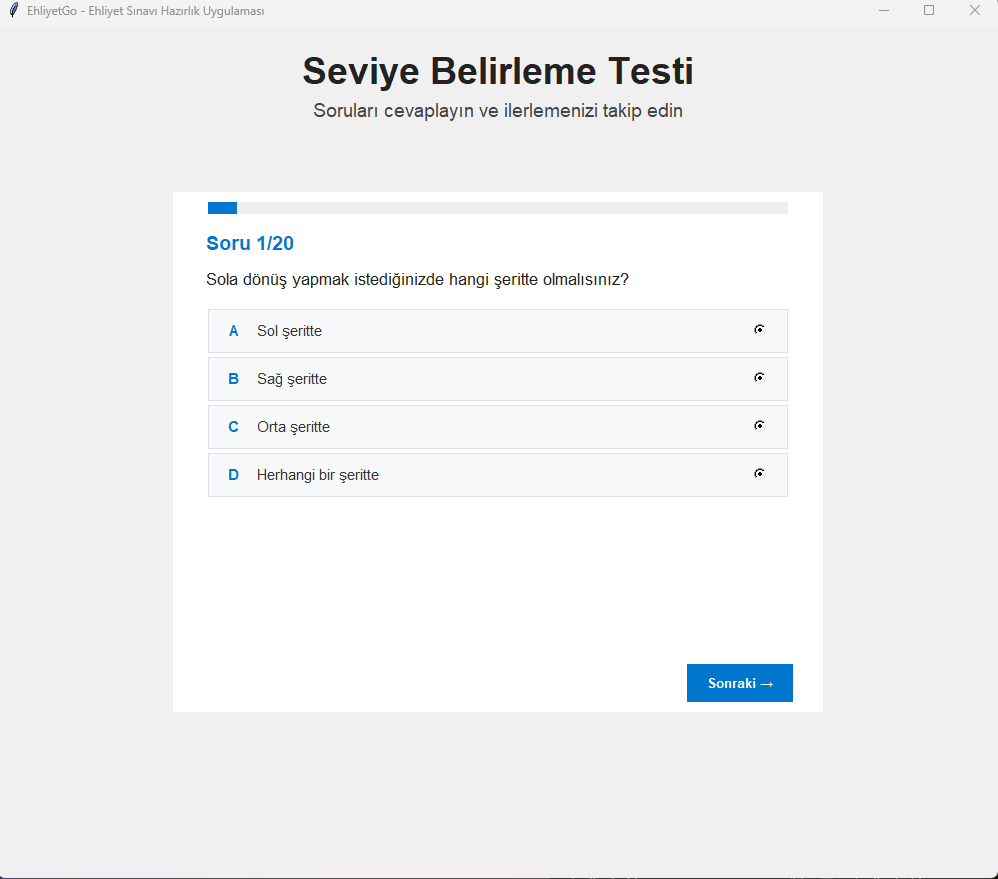 EhliyetGo - Ehliyet Sınavı Hazırlık Uygulaması
Seviye Belirleme Testi
Soruları cevaplayın ve ilerlemenizi takip edin
Soru 1/20
Sola dönüş yapmak istediğinizde hangi şeritte olmalısınız?
A Sol şeritte
B Sağ şeritte
C Orta şeritte
D Herhangi bir şeritte
Sonraki →